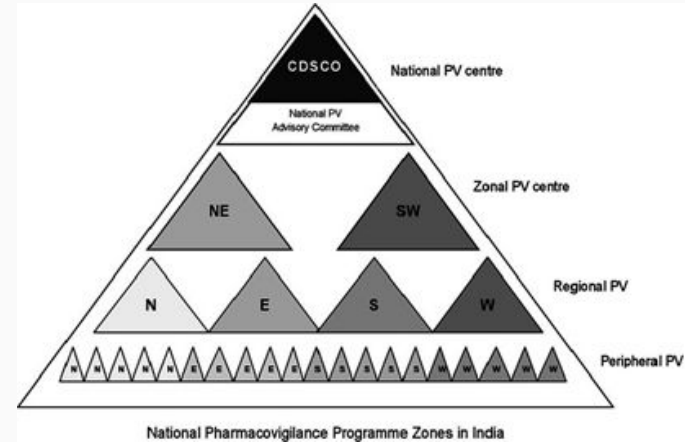 CDSCO
National PV centre
National PV
Advisory Committee
Zonal PV centre
NE SW
Regional PV
N E S W
Peripheral PV
N N N N N E E E E E S S S S S W W W W W
National Pharmacovigilance Programme Zones in India